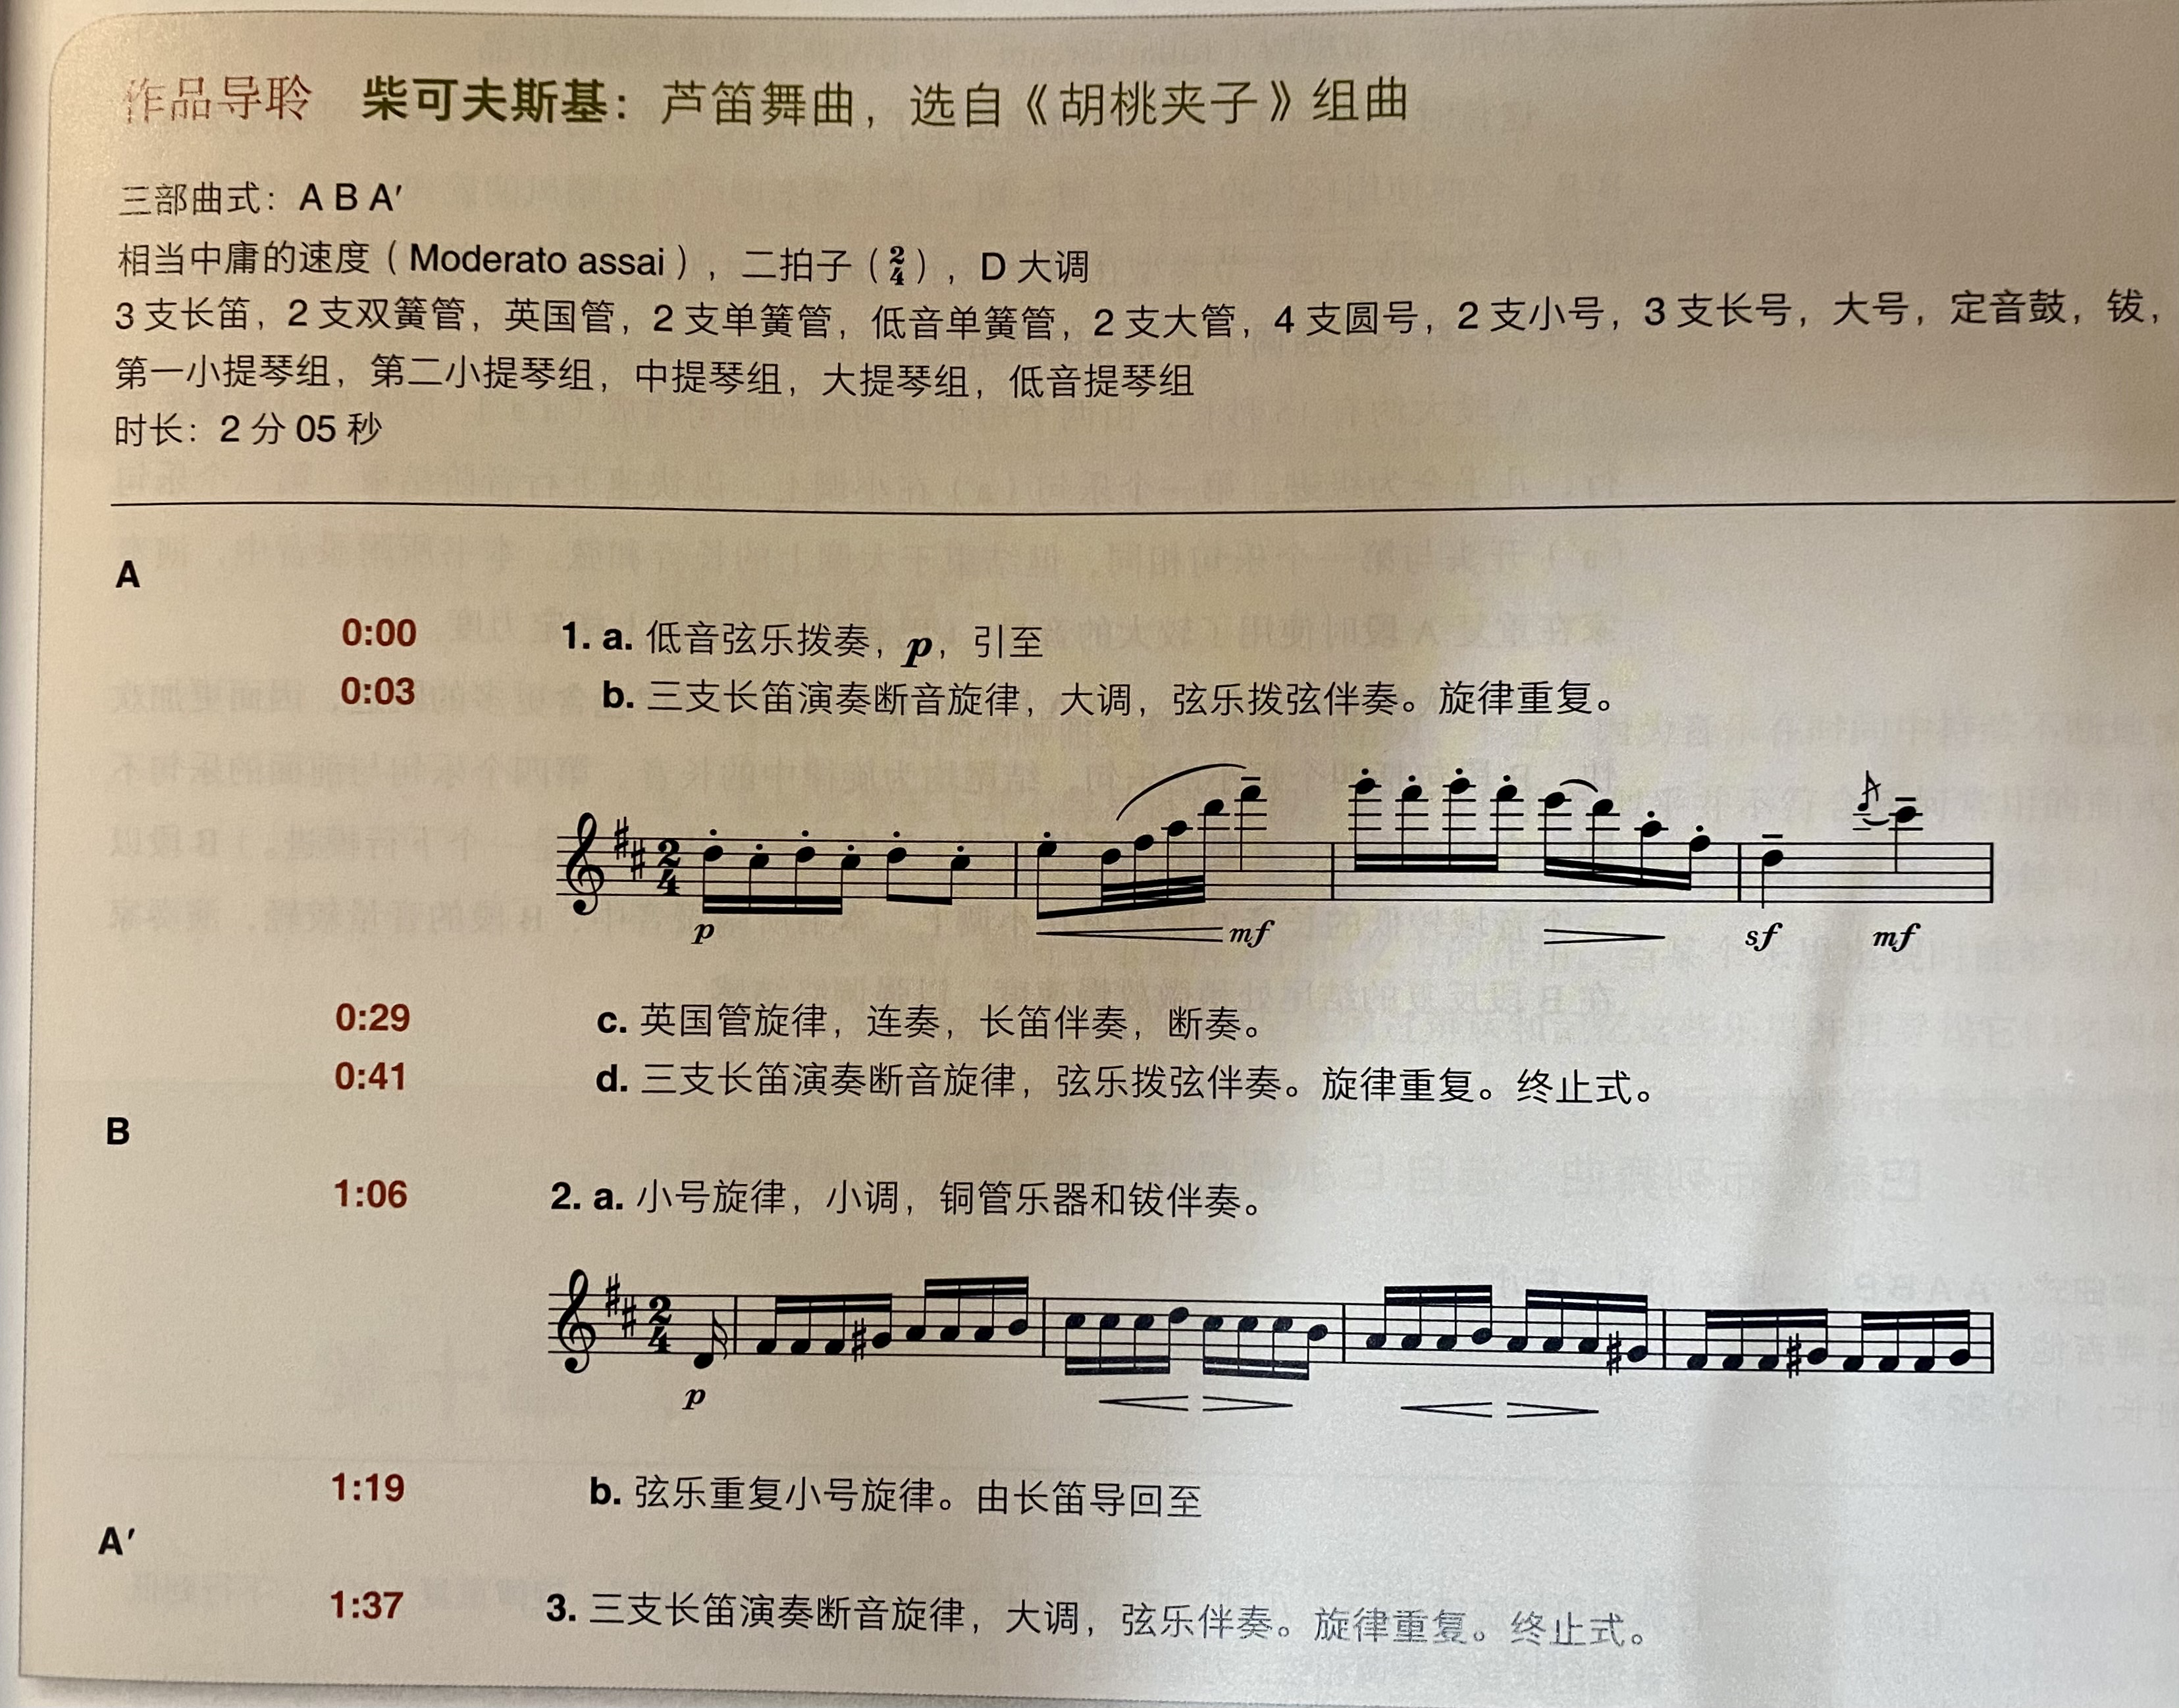 作品导聆 柴可夫斯基：芦笛舞曲，选自《胡桃夹子》组曲
三部曲式：A B A′
相当中庸的速度（Moderato assai），二拍子（2/4），D 大调
3 支长笛，2 支双簧管，英国管，2 支单簧管，低音单簧管，2 支大管，4 支圆号，2 支小号，3 支长号，大号，定音鼓，钹，
第一小提琴组，第二小提琴组，中提琴组，大提琴组，低音提琴组
时长：2 分 05 秒
A
0:00 1. a. 低音弦乐拨奏，p，引至
0:03 b. 三支长笛演奏断音旋律，大调，弦乐拨弦伴奏。旋律重复。
2 4
p mf sf mf
0:29 c. 英国管旋律，连奏，长笛伴奏，断奏。
0:41 d. 三支长笛演奏断音旋律，弦乐拨弦伴奏。旋律重复。终止式。
B
1:06 2. a. 小号旋律，小调，铜管乐器和钹伴奏。
2 4
p
1:19 b. 弦乐重复小号旋律。由长笛导回至
A′
1:37 3. 三支长笛演奏断音旋律，大调，弦乐伴奏。旋律重复。终止式。